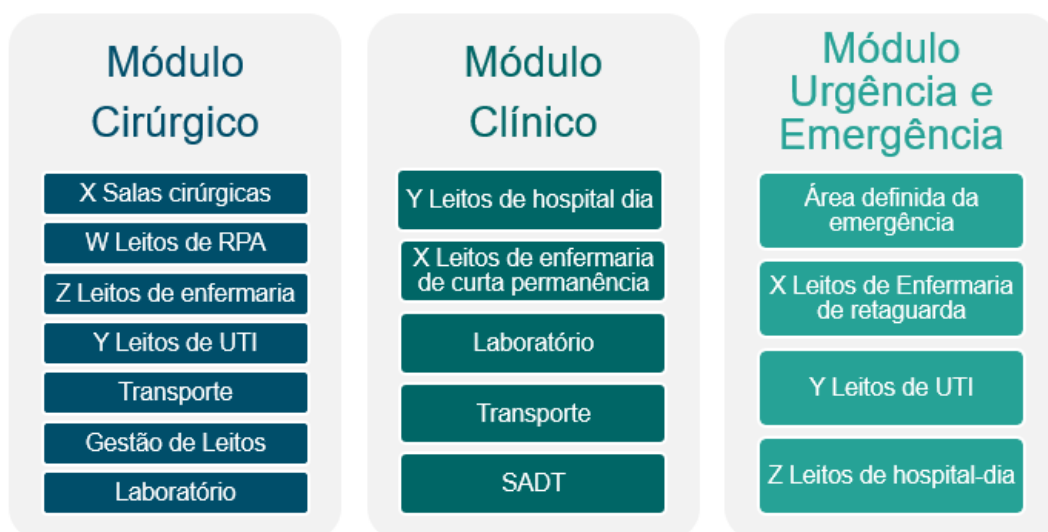 Módulo
Cirúrgico
X Salas cirúrgicas
W Leitos de RPA
Z Leitos de enfermaria
Y Leitos de UTI
Transporte
Gestão de Leitos
Laboratório
Módulo
Clínico
Y Leitos de hospital dia
X Leitos de enfermaria
de curta permanência
Laboratório
Transporte
SADT
Módulo
Urgência e
Emergência
Área definida da
emergência
X Leitos de Enfermaria
de retaguarda
Y Leitos de UTI
Z Leitos de hospital-dia